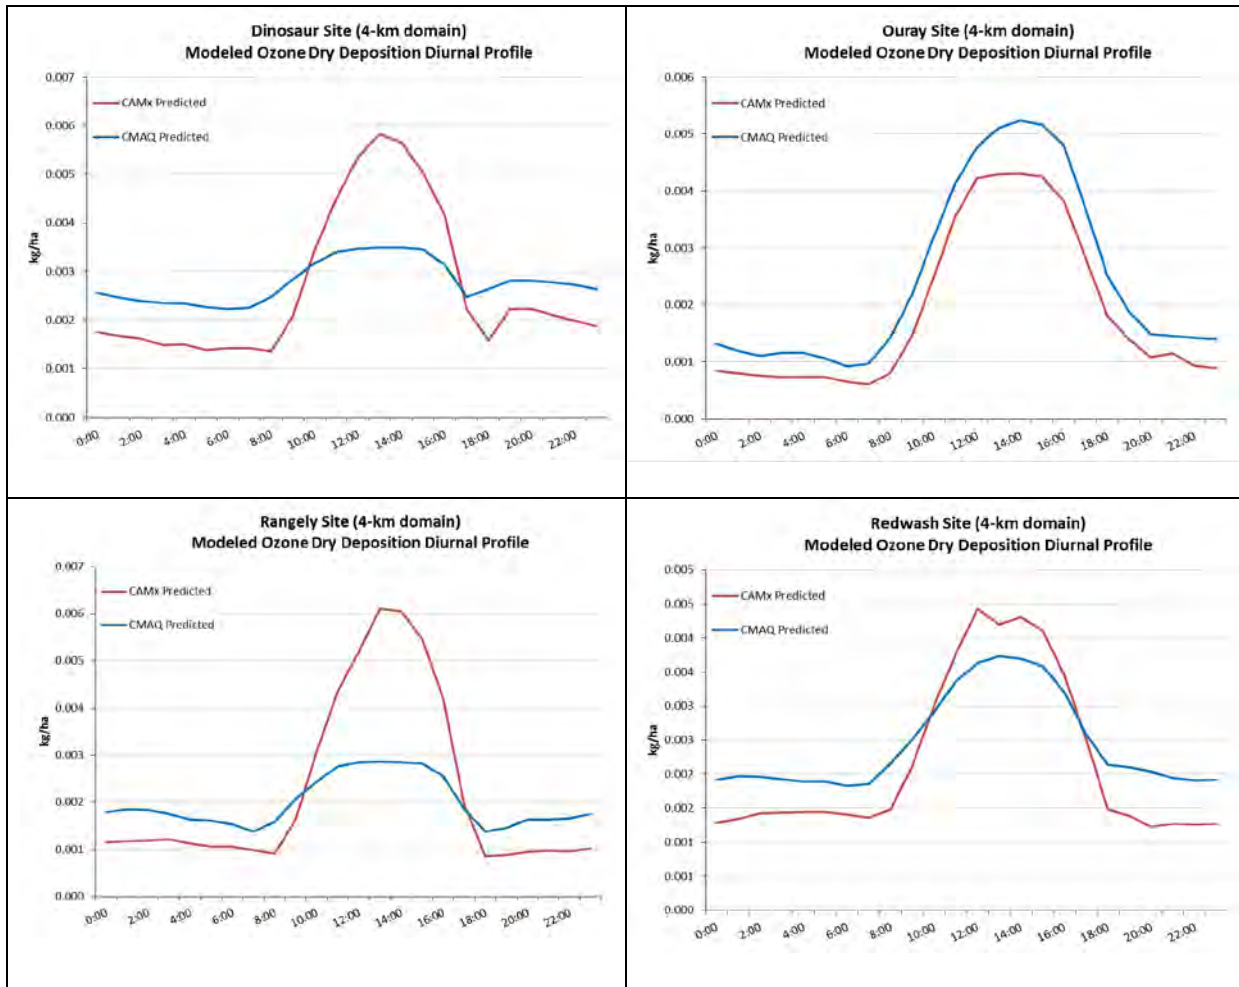 Dinosaur Site (4-km domain)
Modeled Ozone Dry Deposition Diurnal Profile
0.007
0.006
0.005
0.004
0.003
0.002
0.001
0.000
kg/ha
CAMx Predicted
CMAQ Predicted
0:00 2:00 4:00 6:00 8:00 10:00 12:00 14:00 16:00 18:00 20:00 22:00
Ouray Site (4-km domain)
Modeled Ozone Dry Deposition Diurnal Profile
0.006
0.005
0.004
0.003
0.002
0.001
0.000
kg/ha
CAMx Predicted
CMAQ Predicted
0:00 2:00 4:00 6:00 8:00 10:00 12:00 14:00 16:00 18:00 20:00 22:00
Rangely Site (4-km domain)
Modeled Ozone Dry Deposition Diurnal Profile
0.007
0.006
0.005
0.004
0.003
0.002
0.001
0.000
kg/ha
CAMx Predicted
CMAQ Predicted
0:00 2:00 4:00 6:00 8:00 10:00 12:00 14:00 16:00 18:00 20:00 22:00
Redwash Site (4-km domain)
Modeled Ozone Dry Deposition Diurnal Profile
0.005
0.005
0.004
0.004
0.003
0.003
0.002
0.002
0.001
0.001
0.000
kg/ha
CAMx Predicted
CMAQ Predicted
0:00 2:00 4:00 6:00 8:00 10:00 12:00 14:00 16:00 18:00 20:00 22:00